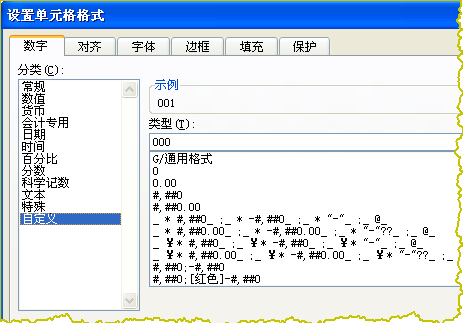 设置单元格格式
数字 对齐 字体 边框 填充 保护
分类(C):
常规
数值
货币
会计专用
日期
时间
百分比
分数
科学记数
文本
特殊
自定义
示例
001
类型(T):
000
G/通用格式
0
0.00
#,##0
#,##0.00
_ * #,##0_ ;_ * -#,##0_ ;_ * "-"_ ;_ @_
_ * #,##0.00_ ;_ * -#,##0.00_ ;_ * "-"??_ ;_ @_
_ ¥* #,##0_ ;_ ¥* -#,##0_ ;_ ¥* "-"_ ;_ @_
_ ¥* #,##0.00_ ;_ ¥* -#,##0.00_ ;_ ¥* "-"??_ ;_
#,##0;-#,##0
#,##0;[红色]-#,##0